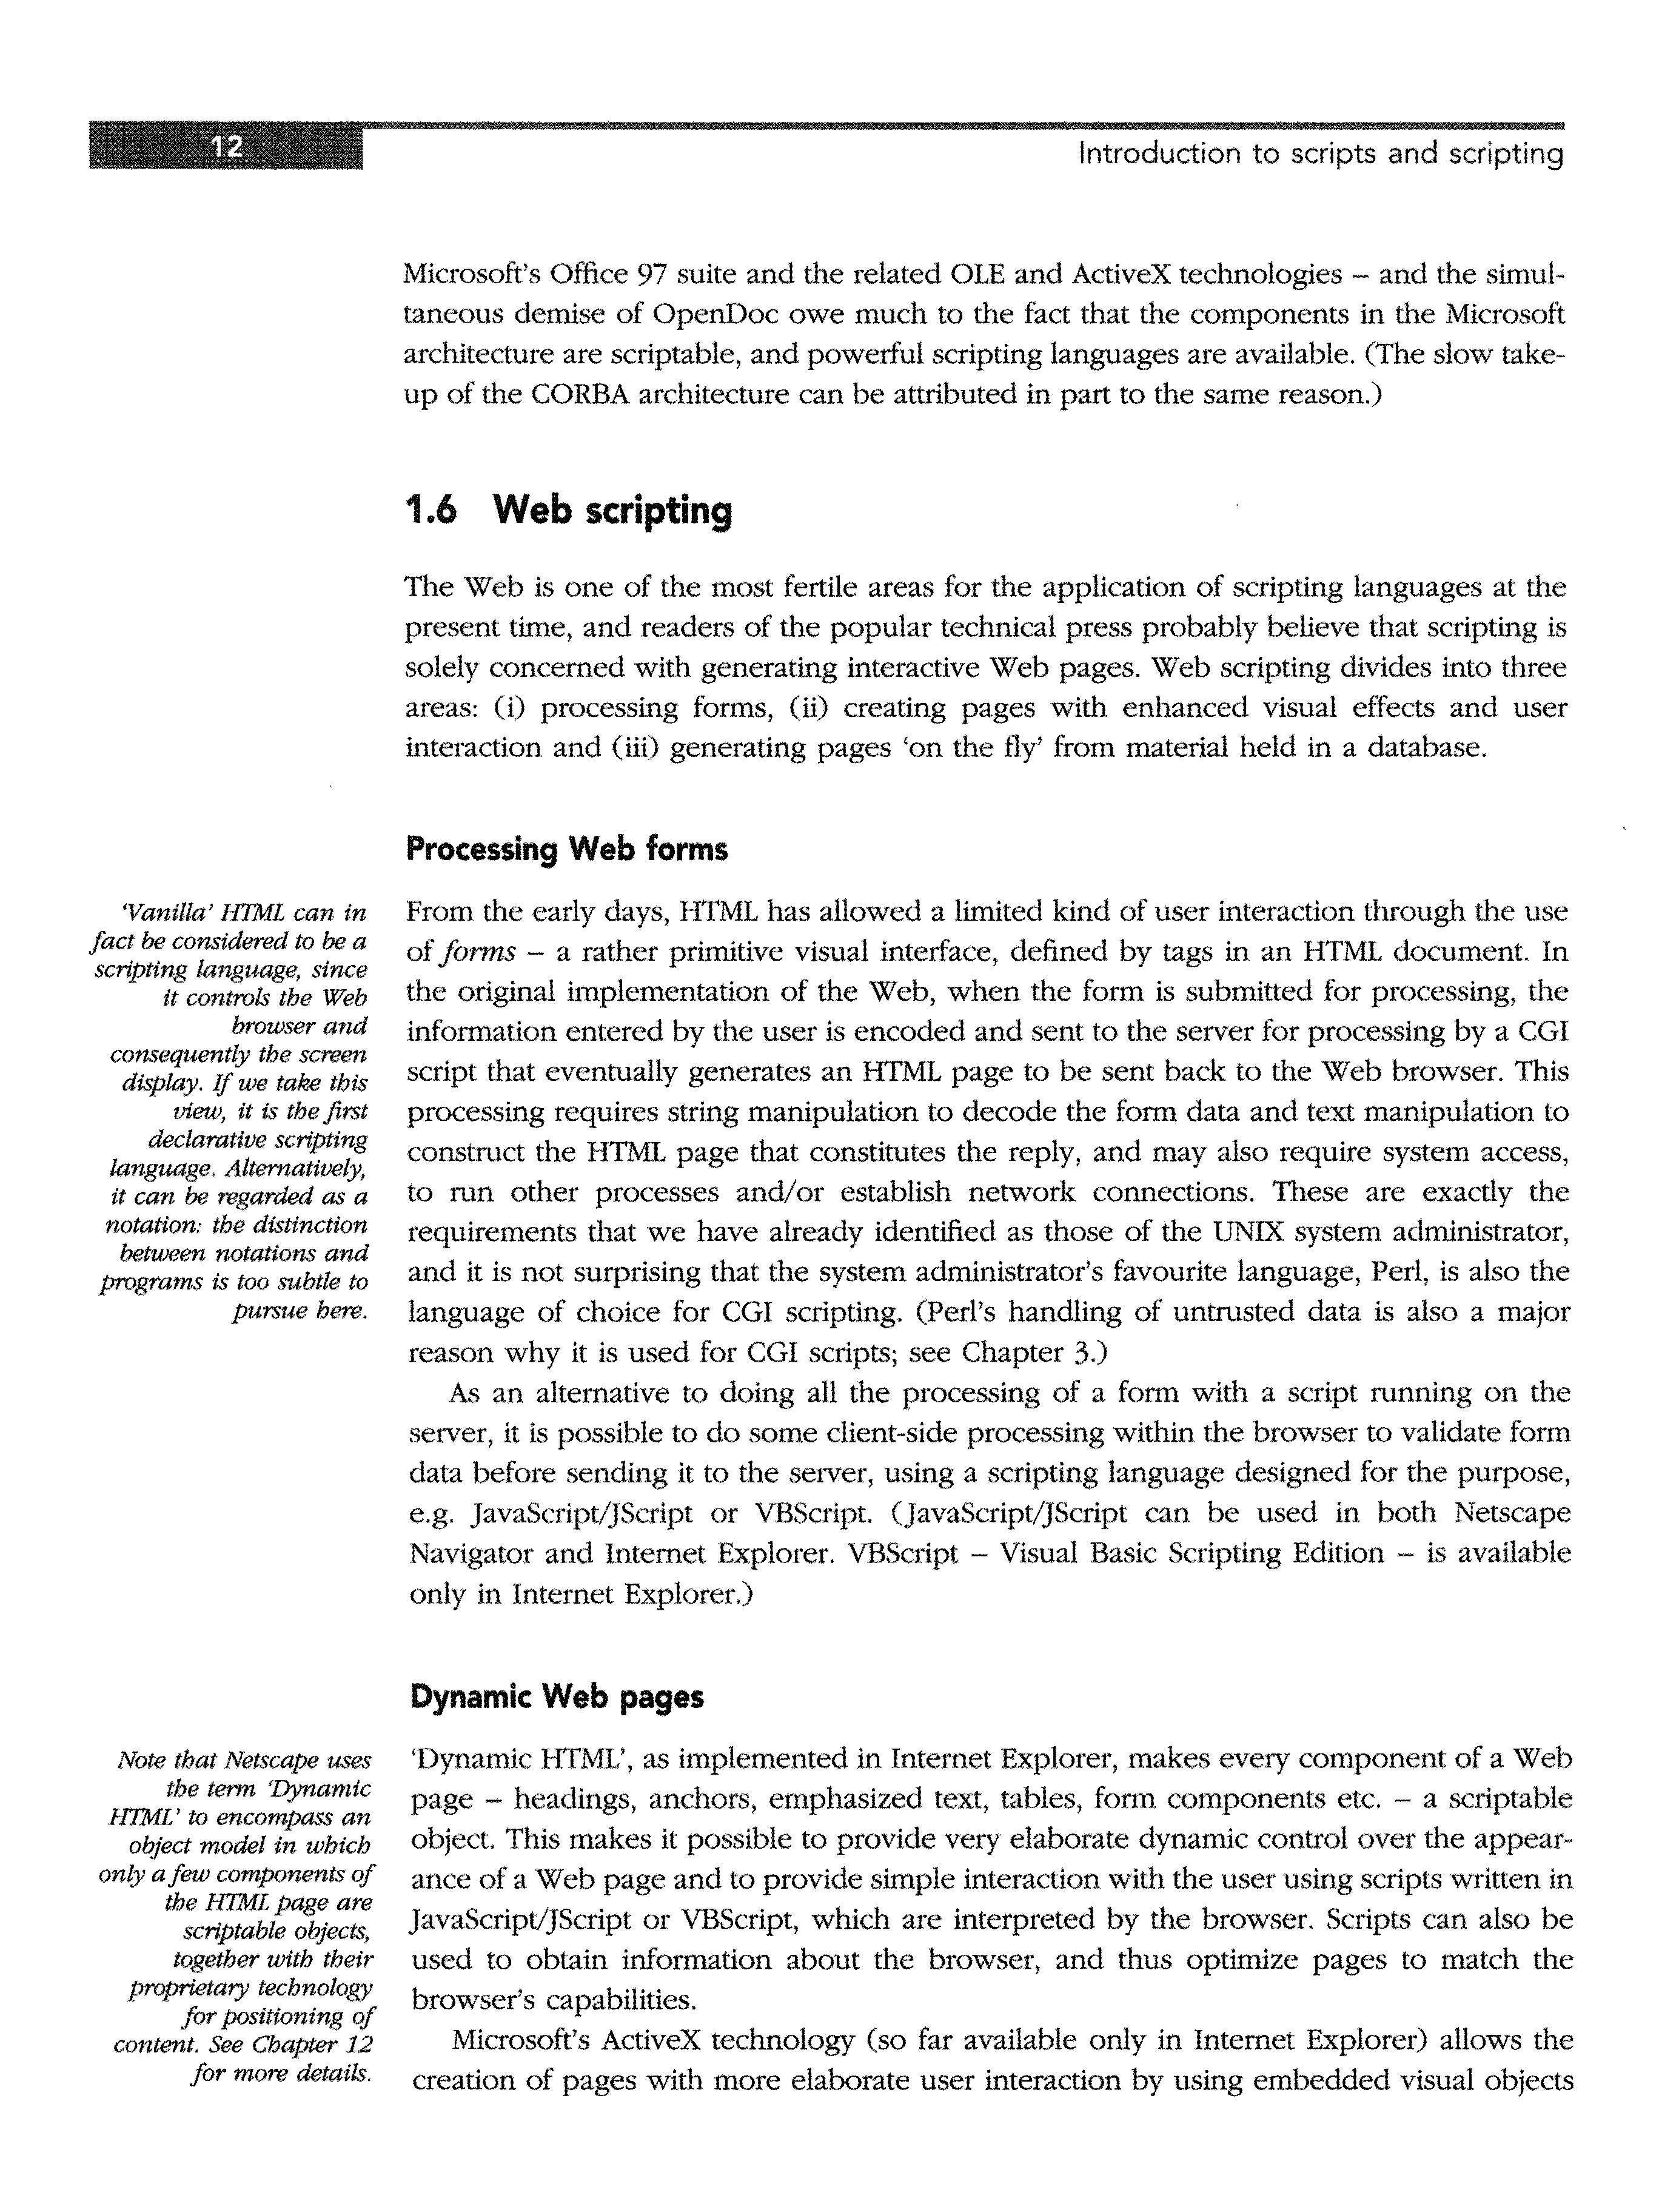 12
Introduction to scripts and scripting
Microsoft's Office 97 suite and the related OLE and ActiveX technologies – and the simul-
taneous demise of OpenDoc owe much to the fact that the components in the Microsoft
architecture are scriptable, and powerful scripting languages are available. (The slow take-
up of the CORBA architecture can be attributed in part to the same reason.)
1.6 Web scripting
The Web is one of the most fertile areas for the application of scripting languages at the
present time, and readers of the popular technical press probably believe that scripting is
solely concerned with generating interactive Web pages. Web scripting divides into three
areas: (i) processing forms, (ii) creating pages with enhanced visual effects and user
interaction and (iii) generating pages 'on the fly' from material held in a database.
Processing Web forms
'Vanilla' HTML can in
fact be considered to be a
scripting language, since
it controls the Web
browser and
consequently the screen
display. If we take this
view, it is the first
declarative scripting
language. Alternatively,
it can be regarded as a
notation: the distinction
between notations and
programs is too subtle to
pursue here.
From the early days, HTML has allowed a limited kind of user interaction through the use
of forms – a rather primitive visual interface, defined by tags in an HTML document. In
the original implementation of the Web, when the form is submitted for processing, the
information entered by the user is encoded and sent to the server for processing by a CGI
script that eventually generates an HTML page to be sent back to the Web browser. This
processing requires string manipulation to decode the form data and text manipulation to
construct the HTML page that constitutes the reply, and may also require system access,
to run other processes and/or establish network connections. These are exactly the
requirements that we have already identified as those of the UNIX system administrator,
and it is not surprising that the system administrator's favourite language, Perl, is also the
language of choice for CGI scripting. (Perl's handling of untrusted data is also a major
reason why it is used for CGI scripts; see Chapter 3.)
As an alternative to doing all the processing of a form with a script running on the
server, it is possible to do some client-side processing within the browser to validate form
data before sending it to the server, using a scripting language designed for the purpose,
e.g. JavaScript/JScript or VBScript. (JavaScript/JScript can be used in both Netscape
Navigator and Internet Explorer. VBScript – Visual Basic Scripting Edition – is available
only in Internet Explorer.)
Dynamic Web pages
Note that Netscape uses
the term 'Dynamic
HTML' to encompass an
object model in which
only a few components of
the HTML page are
scriptable objects,
together with their
proprietary technology
for positioning of
content. See Chapter 12
for more details.
'Dynamic HTML', as implemented in Internet Explorer, makes every component of a Web
page – headings, anchors, emphasized text, tables, form components etc. – a scriptable
object. This makes it possible to provide very elaborate dynamic control over the appear-
ance of a Web page and to provide simple interaction with the user using scripts written in
JavaScript/JScript or VBScript, which are interpreted by the browser. Scripts can also be
used to obtain information about the browser, and thus optimize pages to match the
browser's capabilities.
Microsoft's ActiveX technology (so far available only in Internet Explorer) allows the
creation of pages with more elaborate user interaction by using embedded visual objects